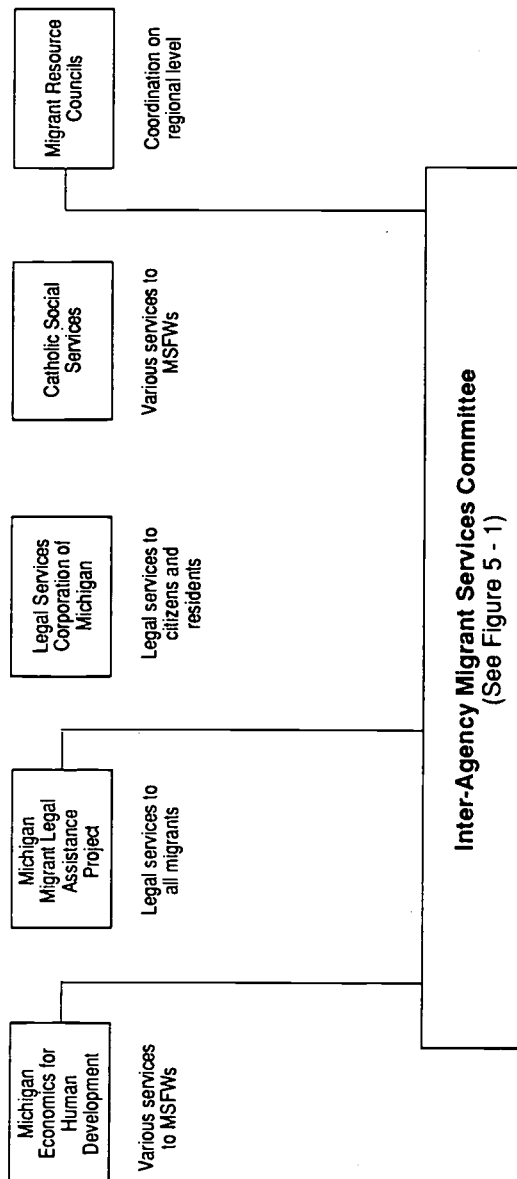 Michigan
Economics for
Human
Development
Various services
to MSFWs
Michigan
Migrant Legal
Assistance
Project
Legal services to
all migrants
Legal Services
Corporation of
Michigan
Legal services to
citizens and
residents
Catholic Social
Services
Various services to
MSFWs
Migrant Resource
Councils
Coordination on
regional level
Inter-Agency Migrant Services Committee
(See Figure 5 - 1)